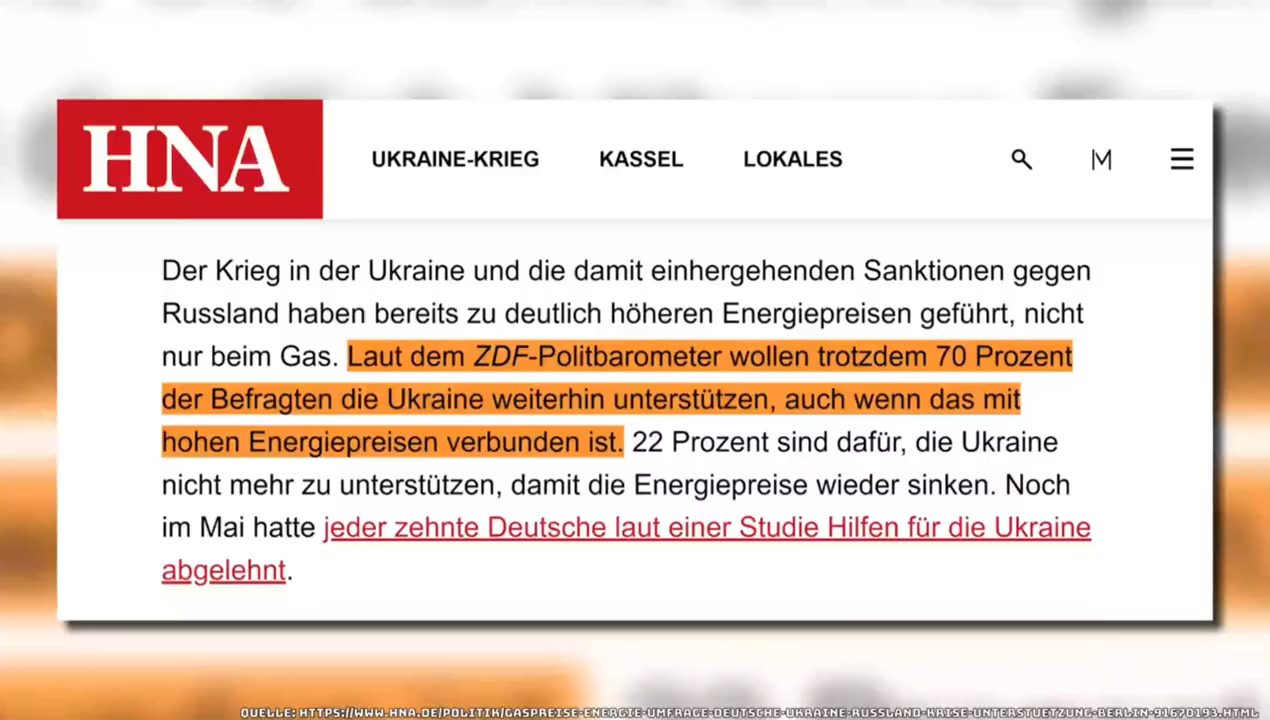 HNA
UKRAINE-KRIEG KASSEL LOKALES M
Der Krieg in der Ukraine und die damit einhergehenden Sanktionen gegen
Russland haben bereits zu deutlich höheren Energiepreisen geführt, nicht
nur beim Gas. Laut dem ZDF-Politbarometer wollen trotzdem 70 Prozent
der Befragten die Ukraine weiterhin unterstützen, auch wenn das mit
hohen Energiepreisen verbunden ist. 22 Prozent sind dafür, die Ukraine
nicht mehr zu unterstützen, damit die Energiepreise wieder sinken. Noch
im Mai hatte jeder zehnte Deutsche laut einer Studie Hilfen für die Ukraine
abgelehnt.
QUELLE: HTTPS://WWW.HNA.DE/POLITIK/GASPREISE-ENERGIE-UMFRAGE-DEUTSCHE-UKRAINE-RUSSLAND-KRISE-UNTERSTUETZUNG-BERLIN-91670193.HTML